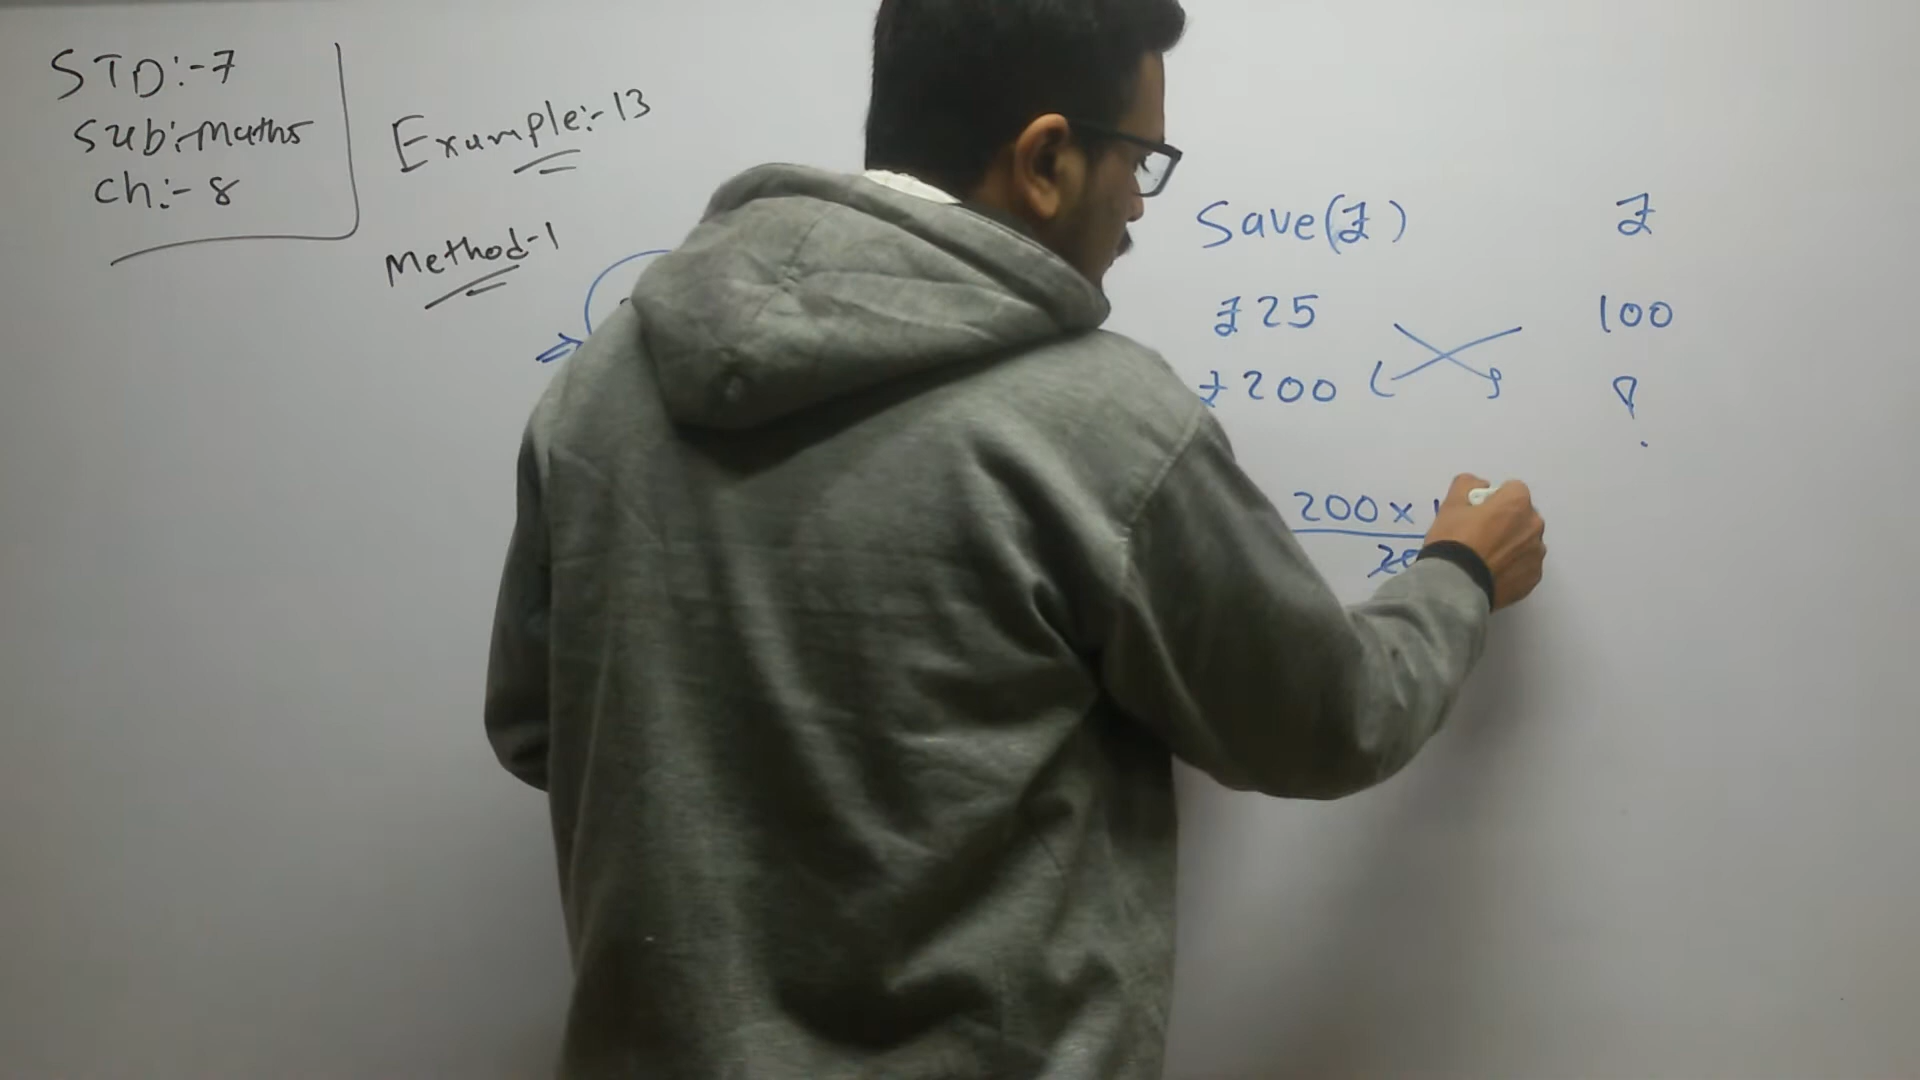 STD:-7
Sub:-maths
Ch:- 8
Example:-13
Method-1
Save(₹) ₹
₹25 100
₹200 ?
200 ×